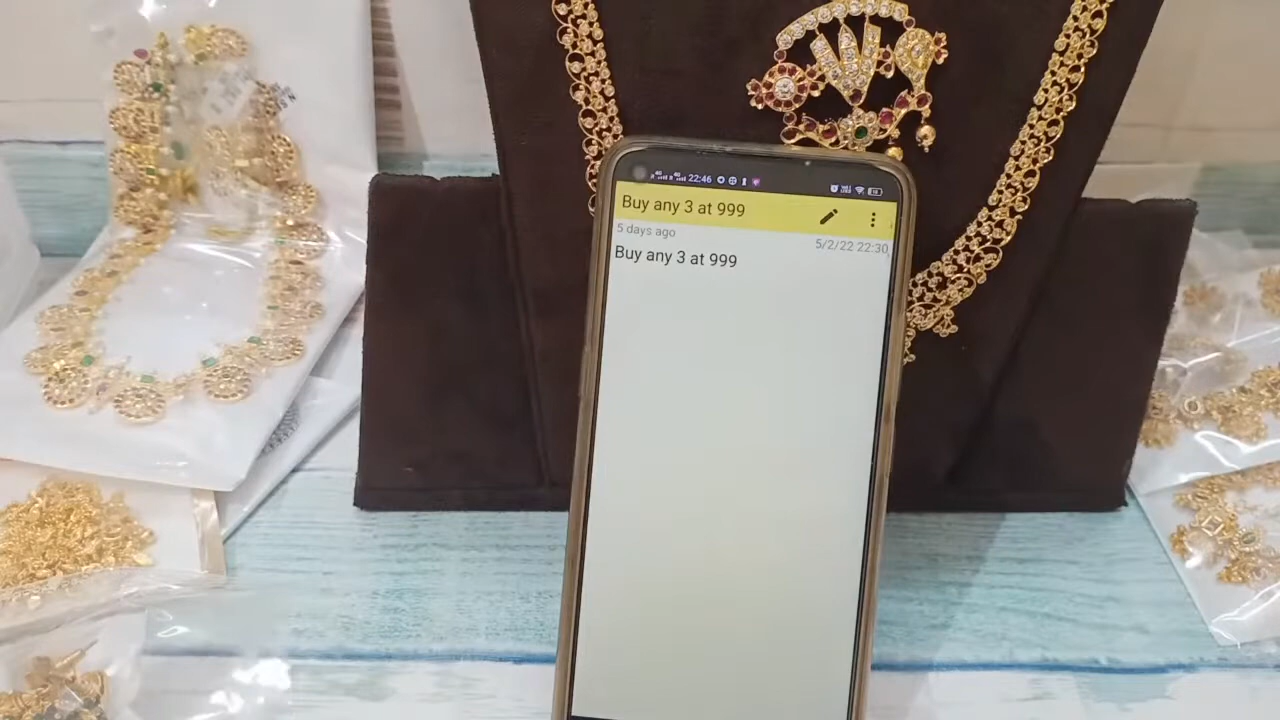 22:46
Buy any 3 at 999
5 days ago
5/2/22 22:30
Buy any 3 at 999